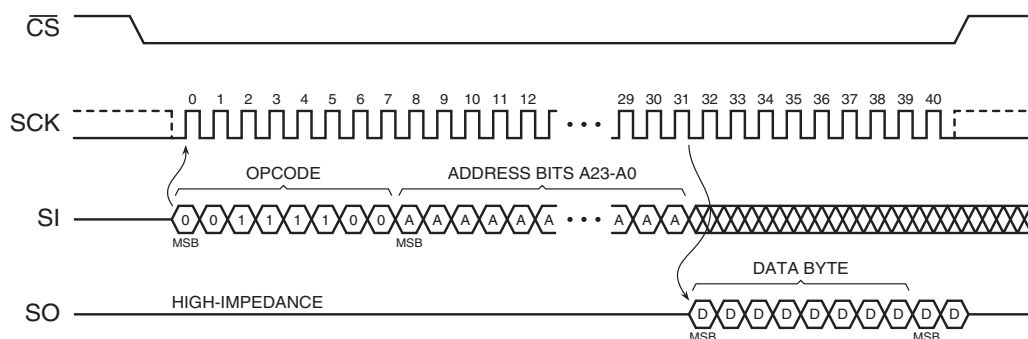 CS
0 1 2 3 4 5 6 7 8 9 10 11 12 29 30 31 32 33 34 35 36 37 38 39 40
SCK
OPCODE ADDRESS BITS A23-A0
SI 0 0 1 1 1 1 0 0 A A A A A A A A A
MSB MSB
DATA BYTE
HIGH-IMPEDANCE
SO D D D D D D D D D D
MSB MSB